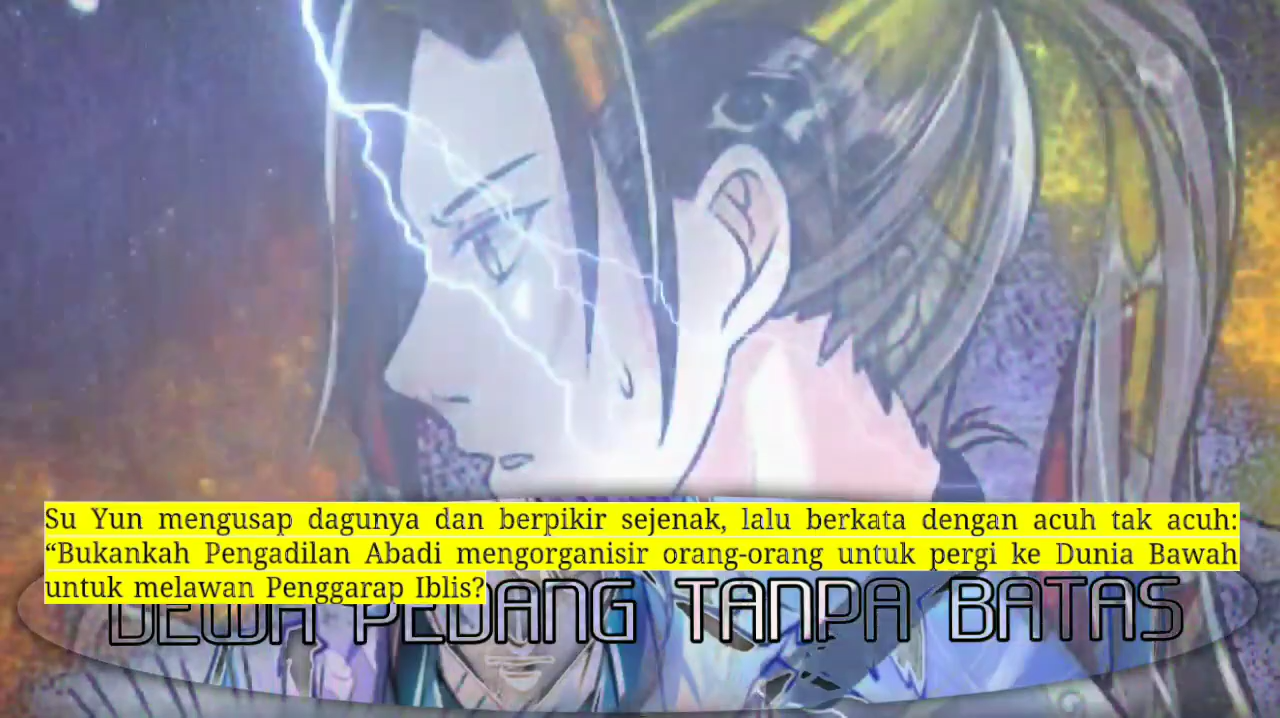 Su Yun mengusap dagunya dan berpikir sejenak, lalu berkata dengan acuh tak acuh:
“Bukankah Pengadilan Abadi mengorganisir orang-orang untuk pergi ke Dunia Bawah
untuk melawan Penggarap Iblis?
DEWA PEDANG TANPA BATAS